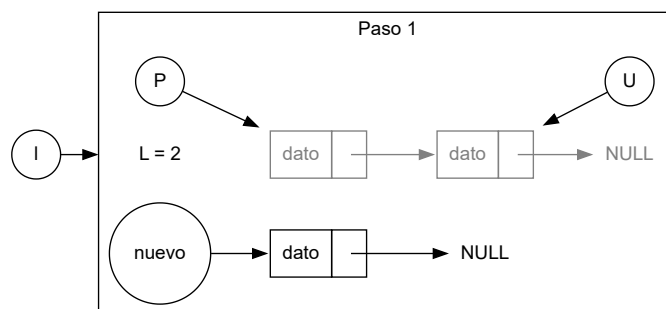 Paso 1
P
U
I
L = 2
dato
dato
NULL
nuevo
dato
NULL